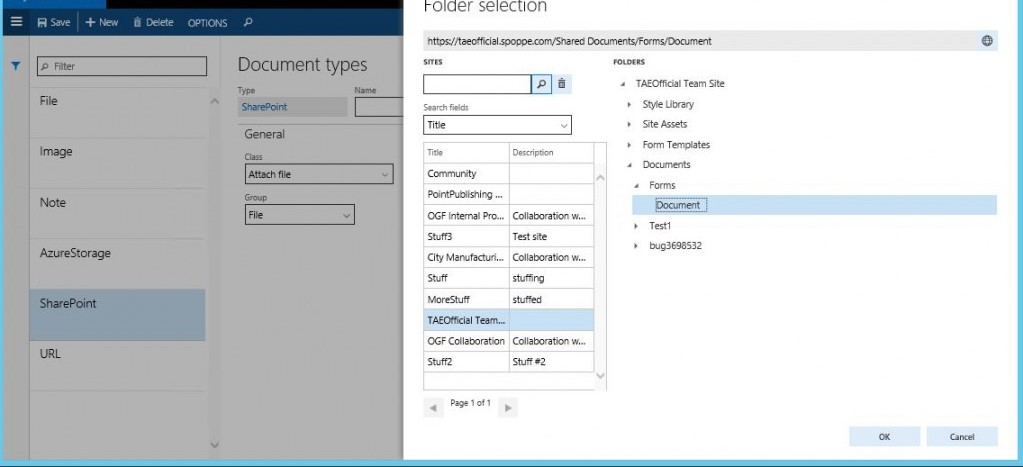 Folder selection
Save
New
Delete
OPTIONS
https://taeofficial.spoppe.com/Shared Documents/Forms/Document
Filter
File
Image
Note
AzureStorage
SharePoint
URL
Document types
Type
Name
SharePoint
General
Class
Attach file
Group
File
SITES
Search fields
Title
Title Description
Community
PointPublishing ...
OGF Internal Pro... Collaboration w...
Stuff3 Test site
City Manufacturi... Collaboration w...
Stuff stuffing
MoreStuff stuffed
TAEOfficial Team...
OGF Collaboration Collaboration w...
Stuff2 Stuff #2
Page 1 of 1
FOLDERS
TAEOfficial Team Site
Style Library
Site Assets
Form Templates
Documents
Forms
Document
Test1
bug3698532
OK
Cancel